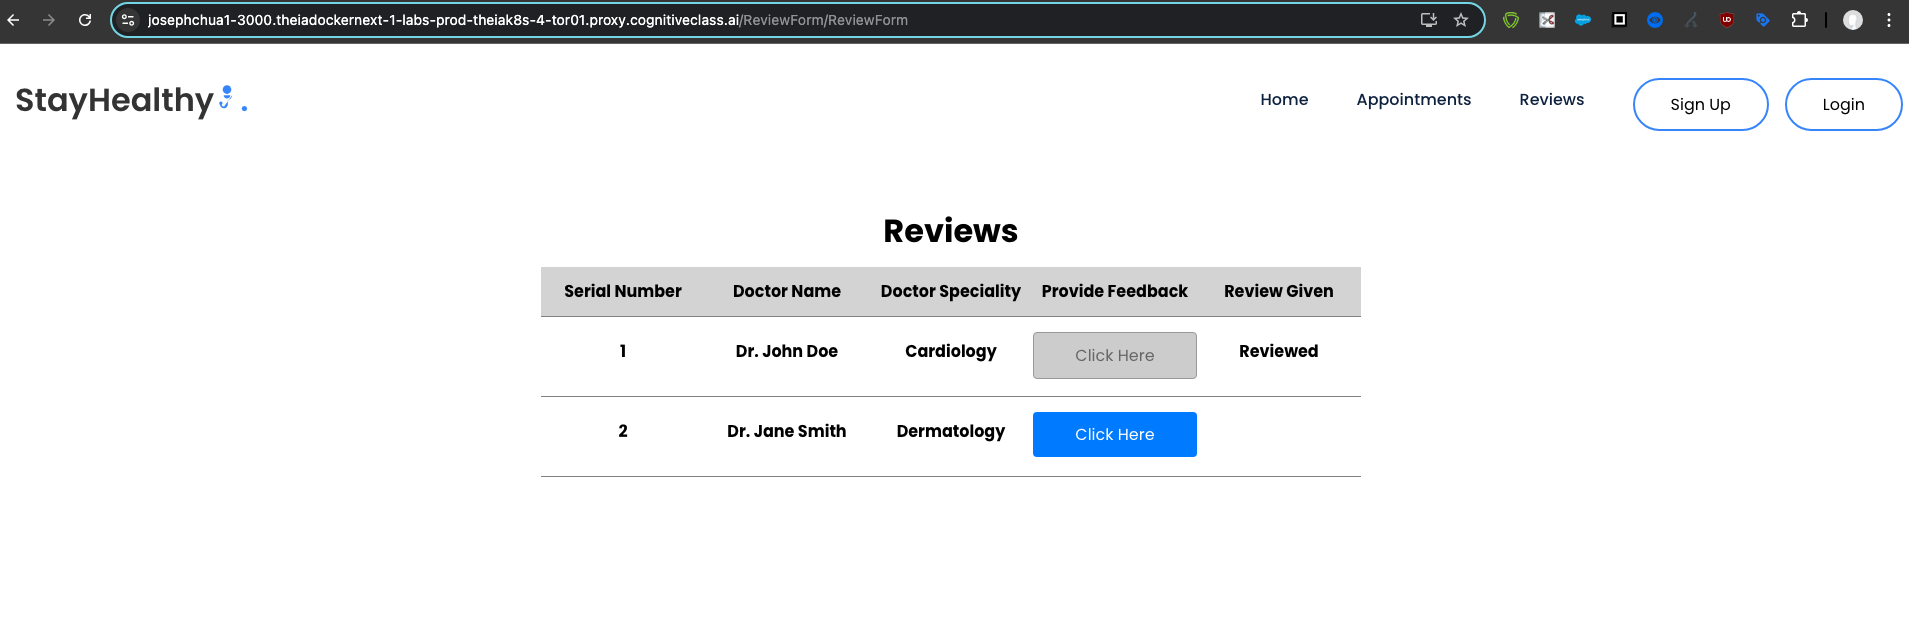 josephchua1-3000.theiadockernext-1-labs-prod-theiak8s-4-tor01.proxy.cognitiveclass.ai/ReviewForm/ReviewForm
StayHealthy . Home Appointments Reviews Sign Up Login
Reviews
Serial Number Doctor Name Doctor Speciality Provide Feedback Review Given
1 Dr. John Doe Cardiology Click Here Reviewed
2 Dr. Jane Smith Dermatology Click Here